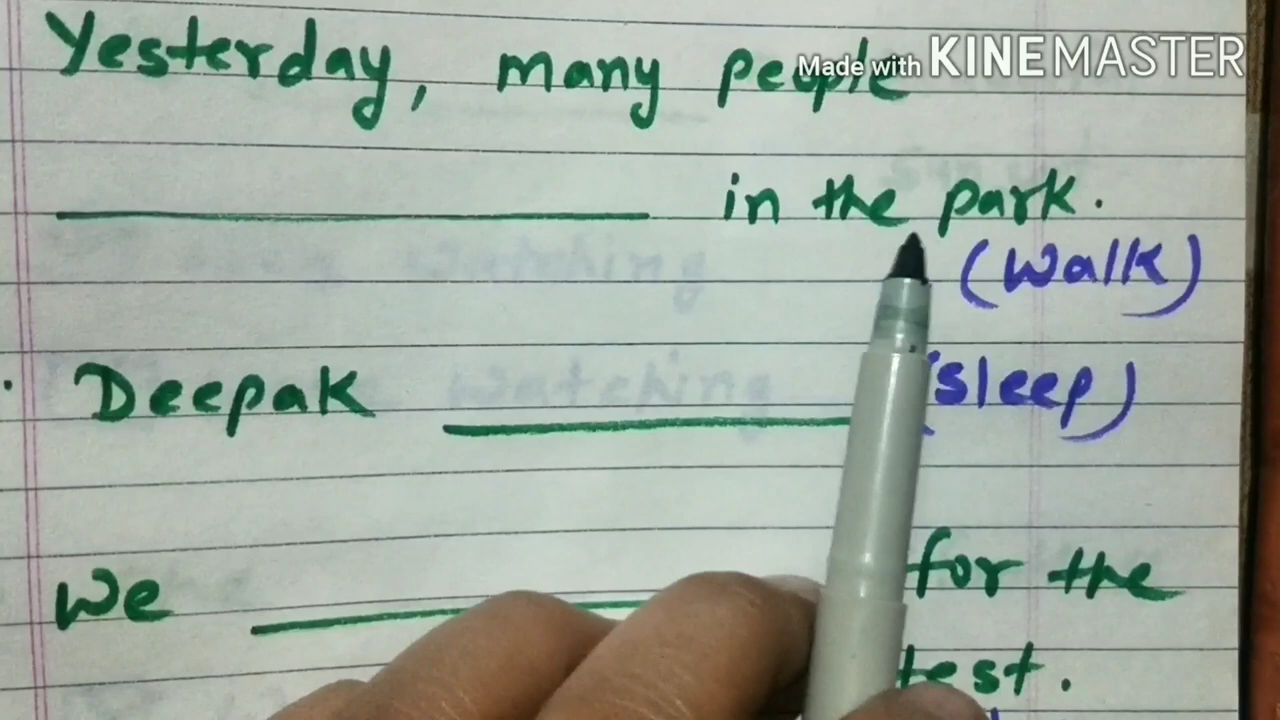 Yesterday, many people
Made with KINEMASTER
in the park.
(Walk)
Deepak (sleep)
We for the
test.